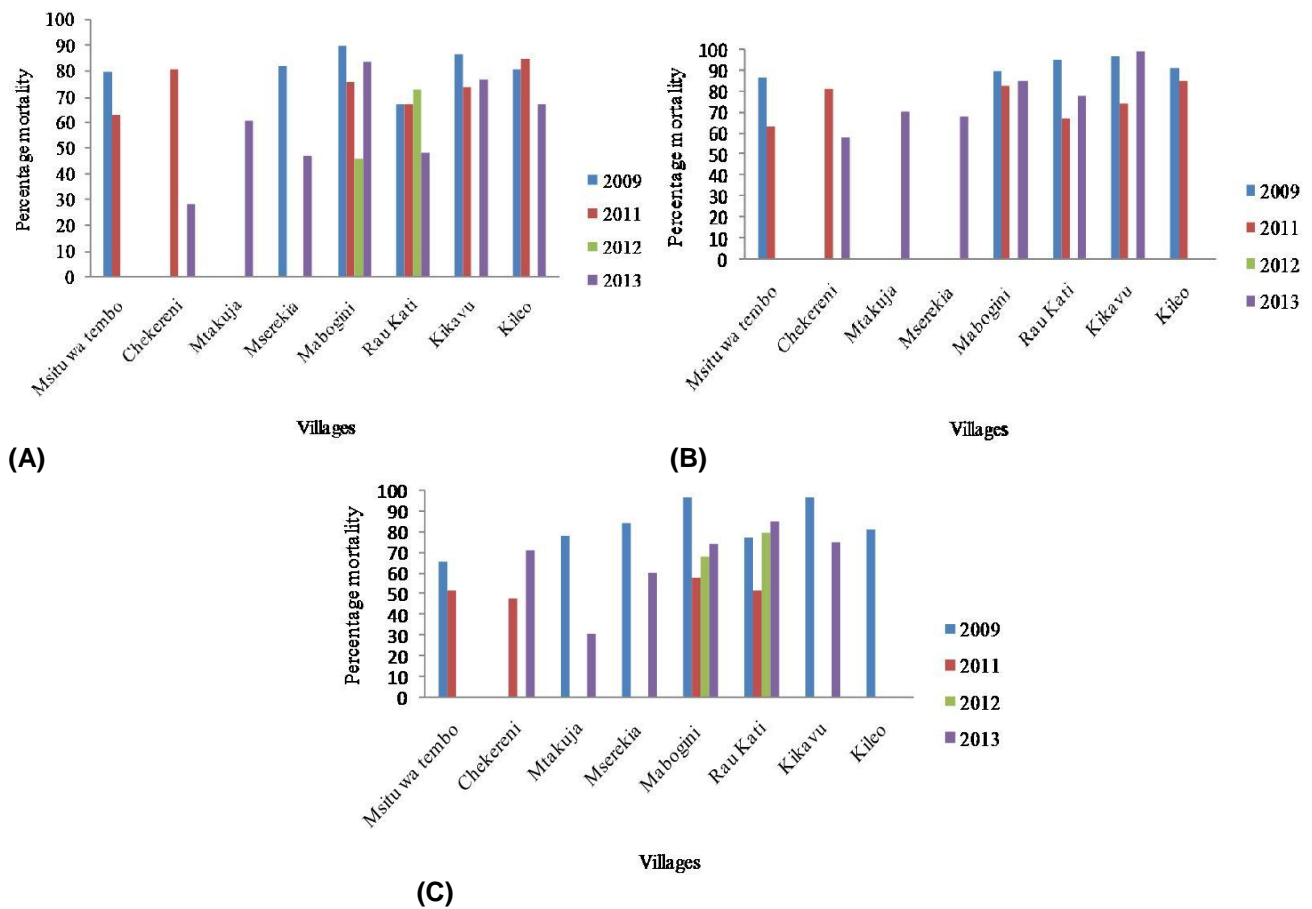 Percentage mortality
100
90
80
70
60
50
40
30
20
10
0
Msitu wa tembo
Chekereni
Mtakuja
Mserekia
Mabogini
Rau Kati
Kikavu
Kileo
Villages
2009
2011
2012
2013
(A)
Percentage mortality
100
90
80
70
60
50
40
30
20
10
0
Msitu wa tembo
Chekereni
Mtakuja
Mserekia
Mabogini
Rau Kati
Kikavu
Kileo
Villages
2009
2011
2012
2013
(B)
Percentage mortality
100
90
80
70
60
50
40
30
20
10
0
Msitu wa tembo
Chekereni
Mtakuja
Mserekia
Mabogini
Rau Kati
Kikavu
Kileo
Villages
2009
2011
2012
2013
(C)